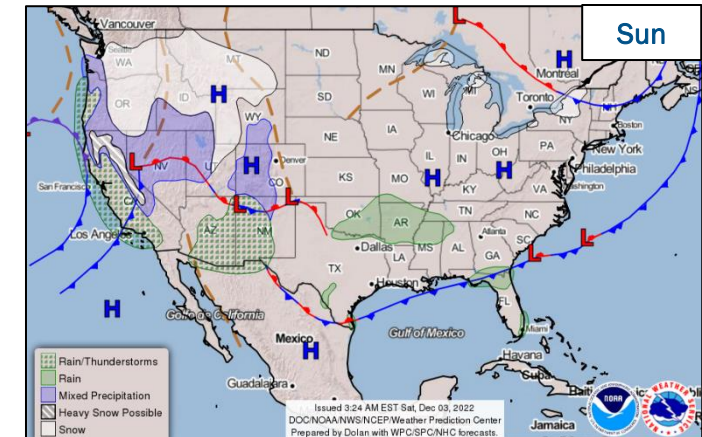 Sun
Vancouver
Seattle
WA
MT
ND
MN
OR
ID
SD
WI
MI
Montréal
Toronto
NH
NY
Boston
WY
NE
IA
Chicago
PA
New York
NV
UT
Denver
CO
IL
IN
OH
Philadelphia
San Francisco
KS
MO
KY
VA
Washington
CA
Los Angeles
AZ
NM
OK
AR
TN
NC
Atlanta
SC
Dallas
MS
AL
GA
TX
LA
Houston
FL
Golfo de California
Gulf of Mexico
Miami
Mexico
Havana
Cuba
Guadalajara
Jamaica
H
H
H
H
H
H
H
L
L
L
L
L
L
Rain/Thunderstorms
Rain
Mixed Precipitation
Heavy Snow Possible
Snow
Issued 3:24 AM EST Sat, Dec 03, 2022
DOC/NOAA/NWS/NCEP/Weather Prediction Center
Prepared by Dolan with WPC/SPC/NHC forecasts.
NOAA